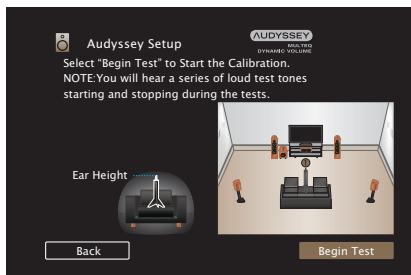 Audyssey Setup
AUDYSSEY
MULTEQ
DYNAMIC VOLUME
Select “Begin Test” to Start the Calibration.
NOTE:You will hear a series of loud test tones
starting and stopping during the tests.
Ear Height
Back
Begin Test